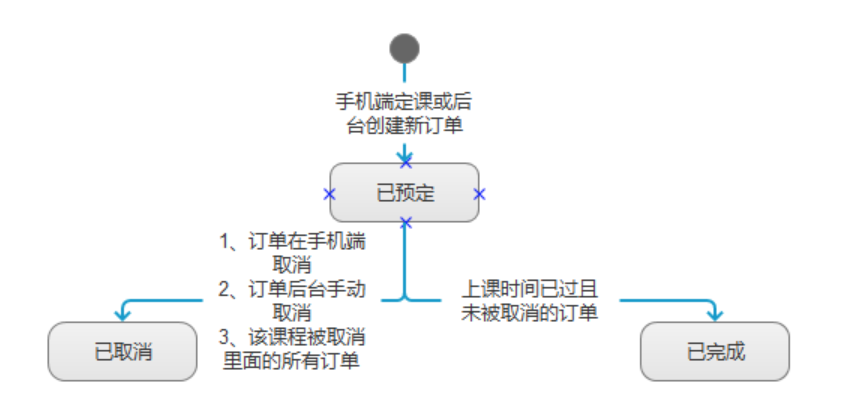 手机端定课或后
台创建新订单
已预定
1、订单在手机端
取消
2、订单后台手动
取消
3、该课程被取消
里面的所有订单
上课时间已过且
未被取消的订单
已取消
已完成